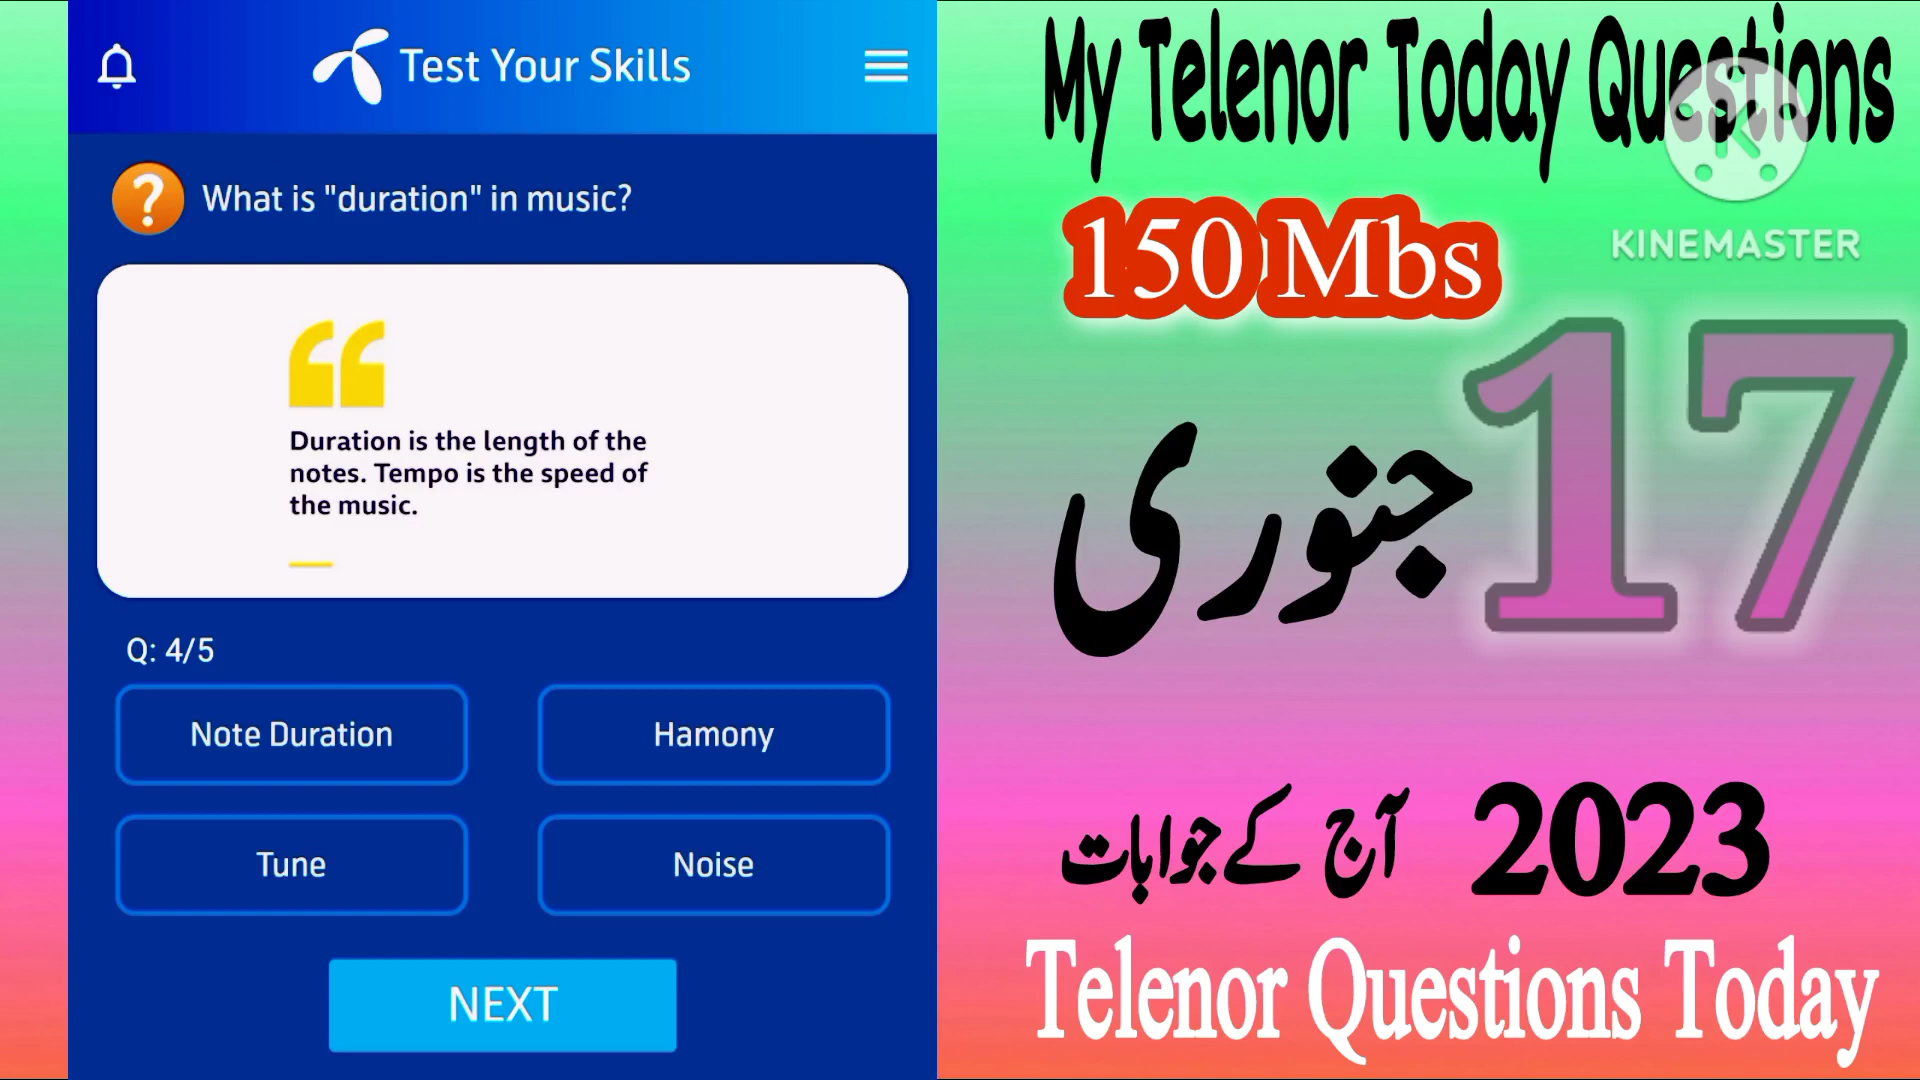 Test Your Skills
What is "duration" in music?
Duration is the length of the
notes. Tempo is the speed of
the music.
Q: 4/5
Note Duration
Hamony
Tune
Noise
NEXT
My Telenor Today Questions
KINEMASTER
150 Mbs
17 جنوری
2023 آج کے جوابات
Telenor Questions Today